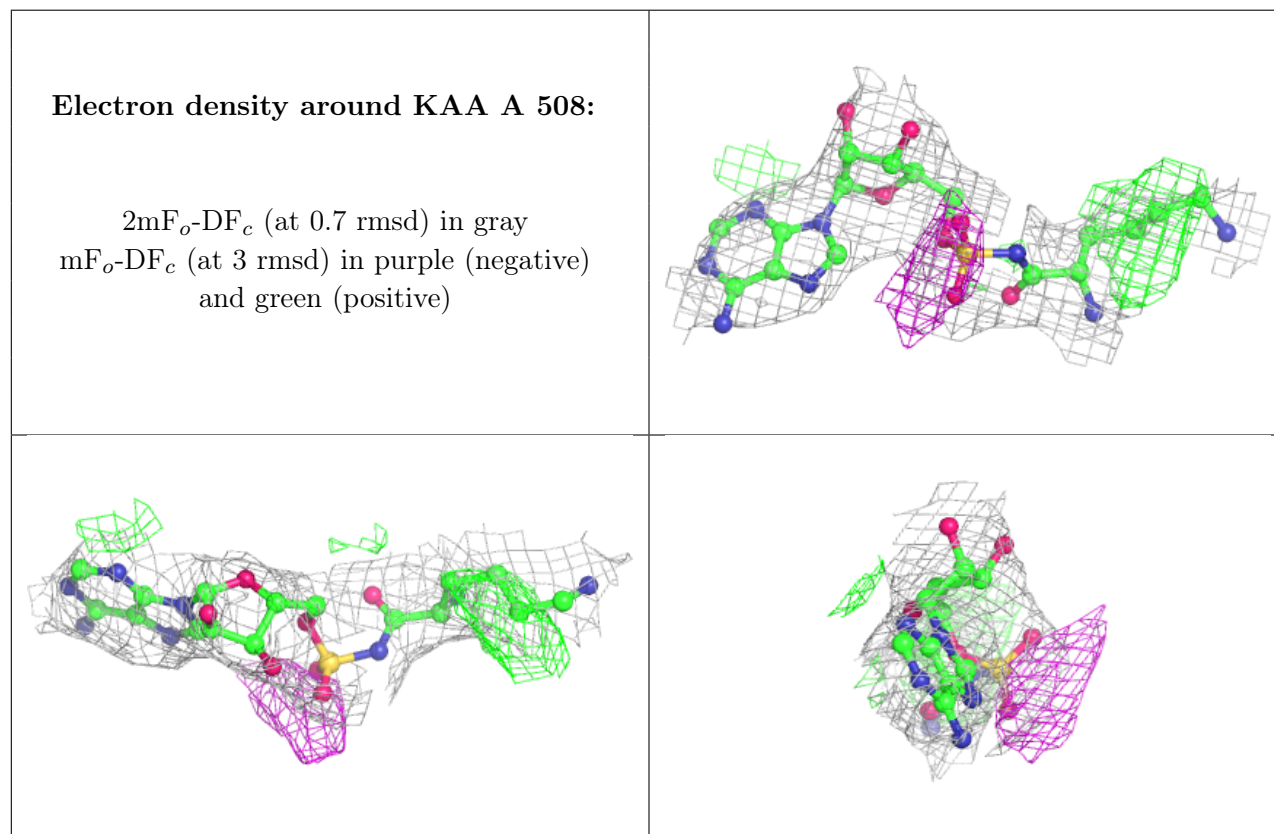 Electron density around KAA A 508:
2mFₒ-DF𝒸 (at 0.7 rmsd) in gray
mFₒ-DF𝒸 (at 3 rmsd) in purple (negative)
and green (positive)